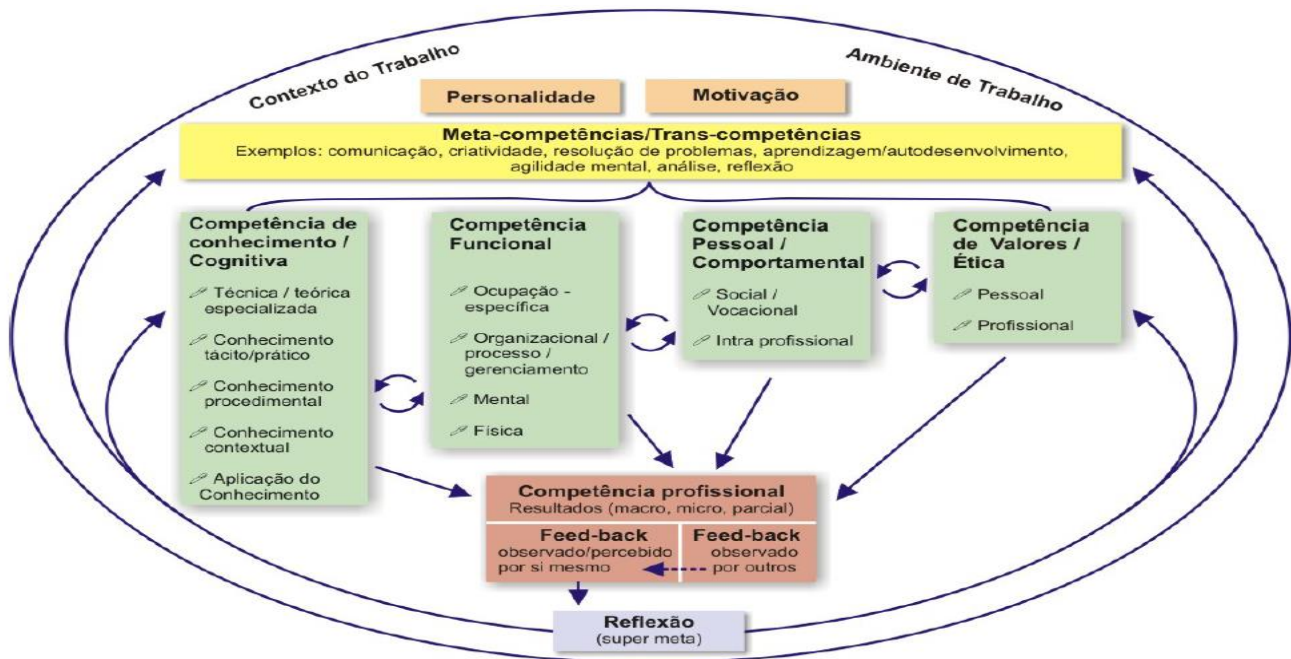 Contexto do Trabalho
Ambiente de Trabalho
Personalidade
Motivação
Meta-competências/Trans-competências
Exemplos: comunicação, criatividade, resolução de problemas, aprendizagem/autodesenvolvimento,
agilidade mental, análise, reflexão
Competência de
conhecimento /
Cognitiva
Técnica / teórica
especializada
Conhecimento
tácito/prático
Conhecimento
procedimental
Conhecimento
contextual
Aplicação do
Conhecimento
Competência
Funcional
Ocupação -
específica
Organizacional /
processo /
gerenciamento
Mental
Física
Competência
Pessoal /
Comportamental
Social /
Vocacional
Intra profissional
Competência
de Valores /
Ética
Pessoal
Profissional
Competência profissional
Resultados (macro, micro, parcial)
Feed-back
observado/percebido
por si mesmo
Feed-back
observado
por outros
Reflexão
(super meta)